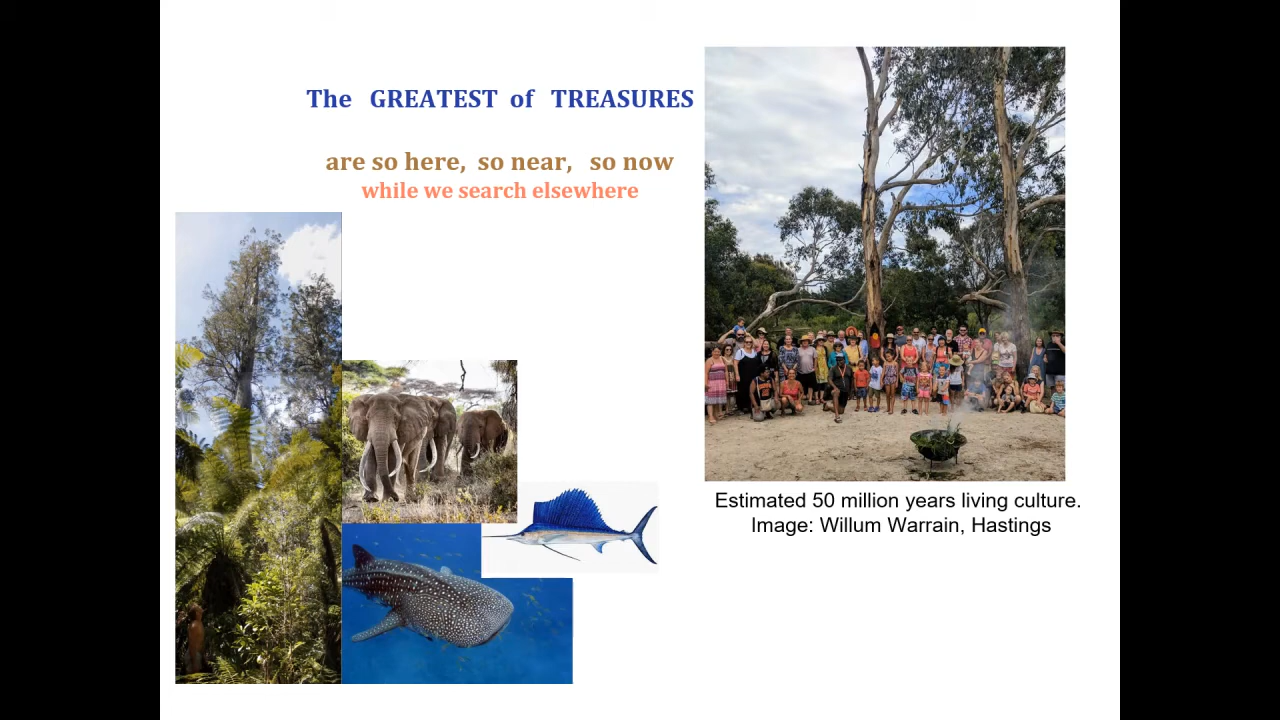 The GREATEST of TREASURES
are so here, so near, so now
while we search elsewhere
Estimated 50 million years living culture.
Image: Willum Warrain, Hastings